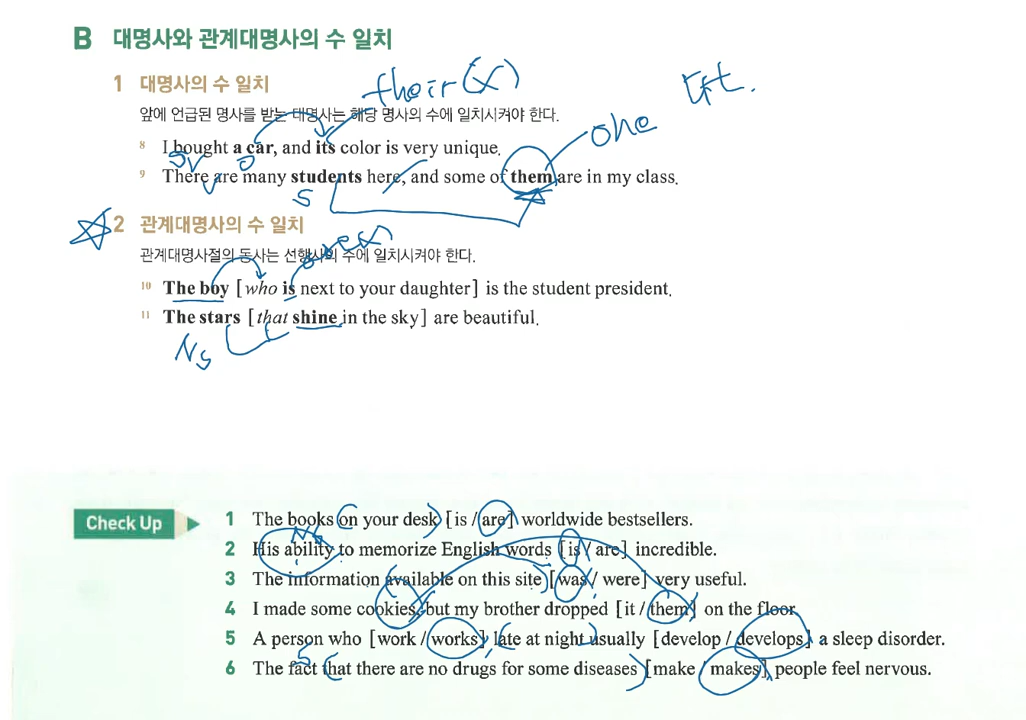 B 대명사와 관계대명사의 수 일치
1 대명사의 수 일치
their(X)
앞에 언급된 명사를 받는 대명사는 해당 명사의 수에 일치시켜야 한다.
one
8 I bought a car, and its color is very unique.
9 There are many students here, and some of them are in my class.
S
2 관계대명사의 수 일치
are(X)
관계대명사절의 동사는 선행사의 수에 일치시켜야 한다.
10 The boy [who is next to your daughter] is the student president.
11 The stars [that shine in the sky] are beautiful.
Ns
Check Up
1 The books on your desk [is / are] worldwide bestsellers.
2 His ability to memorize English words [is / are] incredible.
3 The information available on this site [was / were] very useful.
4 I made some cookies, but my brother dropped [it / them] on the floor.
5 A person who [work / works] late at night usually [develop / develops] a sleep disorder.
S
6 The fact that there are no drugs for some diseases [make / makes] people feel nervous.